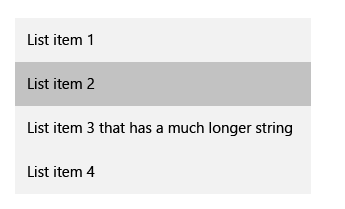 List item 1
List item 2
List item 3 that has a much longer string
List item 4